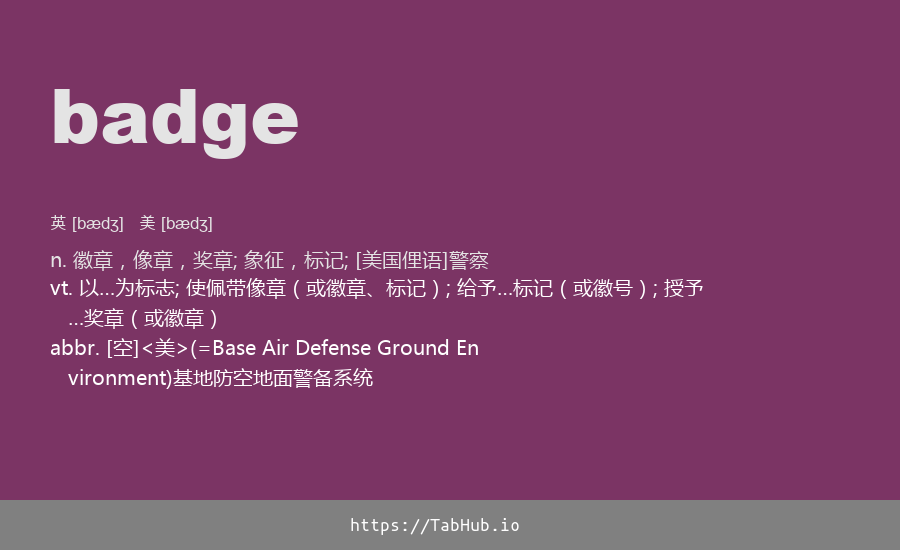 badge
英 [bædʒ] 美 [bædʒ]
n. 徽章，像章，奖章; 象征，标记; [美国俚语]警察
vt. 以…为标志; 使佩带像章（或徽章、标记）; 给予…标记（或徽号）; 授予
…奖章（或徽章）
abbr. [空]<美>(=Base Air Defense Ground En
vironment)基地防空地面警备系统
https://TabHub.io